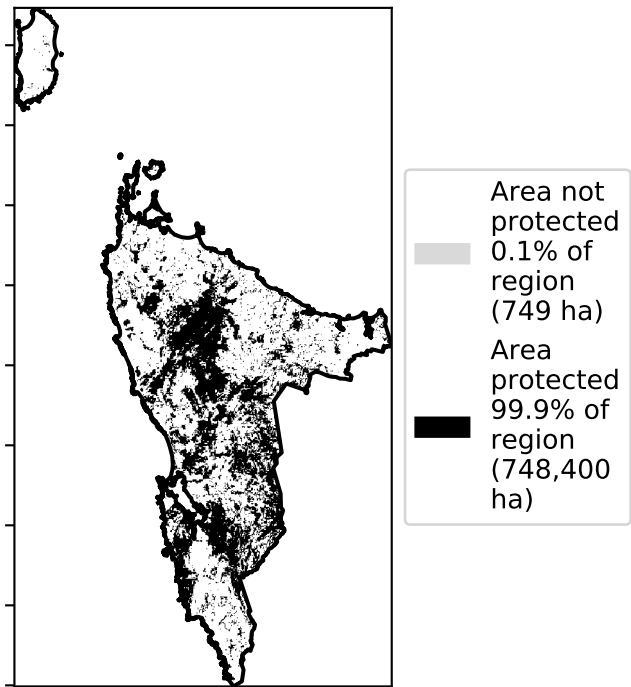 Area not
protected
0.1% of
region
(749 ha)
Area
protected
99.9% of
region
(748,400
ha)